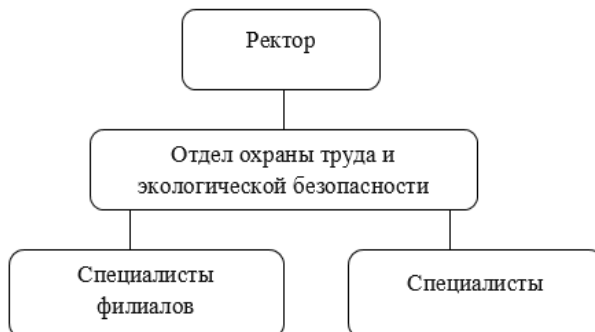 Ректор
Отдел охраны труда и
экологической безопасности
Специалисты
филиалов
Специалисты